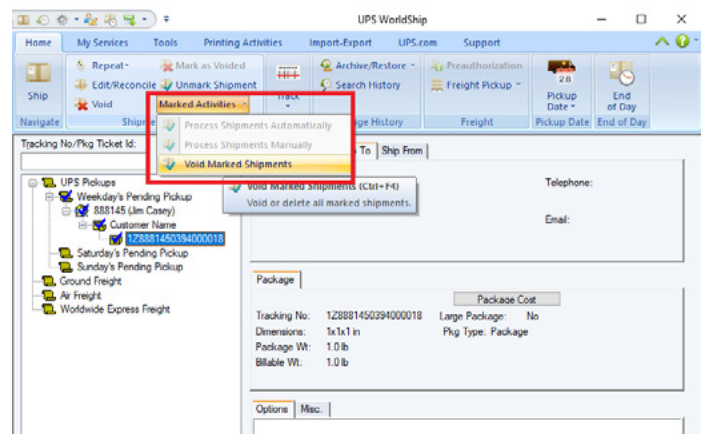 UPS WorldShip
Home My Services Tools Printing Activities Import-Export UPS.com Support
Repeat Mark as Voided Archive/Restore Preauthorization
Edit/Reconcile Unmark Shipment Search History Freight Pickup
Ship Void Marked Activities Track 28 Pickup Date End of Day
Navigate Shipme ge History Freight Pickup Date End of Day
Process Shipments Automatically
Process Shipments Manually
Void Marked Shipments
Void Marked Shipments (Ctrl+F4)
Void or delete all marked shipments.
Tracking No/Pkg Ticket Id:
To Ship From
UPS Pickups
Weekday's Pending Pickup
888145 (Jim Casey)
Customer Name
1Z8881450394000018
Saturday's Pending Pickup
Sunday's Pending Pickup
Ground Freight
Air Freight
Worldwide Express Freight
Telephone:
Email:
Package
Package Cost
Tracking No: 1Z8881450394000018 Large Package: No
Dimensions: 1x1x1 in Pkg Type: Package
Package Wt: 1.0 lb
Billable Wt: 1.0 lb
Options Misc.